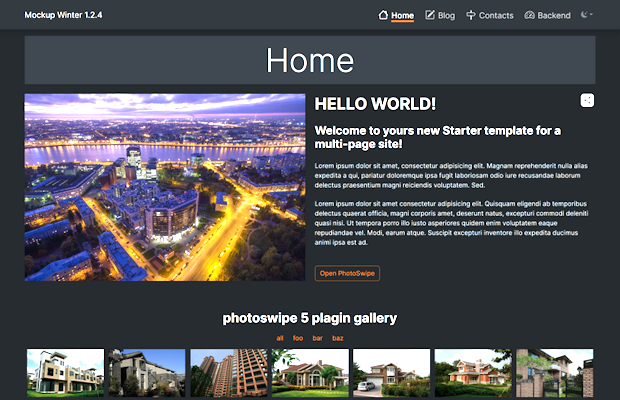 Mockup Winter 1.2.4
Home Blog Contacts Backend
Home
HELLO WORLD!
Welcome to yours new Starter template for a
multi-page site!
Lorem ipsum dolor sit amet, consectetur adipisicing elit. Magnam reprehenderit nulla alias
expedita a qui, pariatur doloremque ipsa fugit laboriosam odio iure recusandae laborum
delectus praesentium magni reiciendis voluptatem. Sed.
Lorem ipsum dolor sit amet, consectetur adipisicing elit. Quisquam eligendi ab temporibus
delectus quaerat officia, magni corporis amet, deserunt natus, excepturi commodi deleniti
quasi nisi. Ut tempora porro illo iusto asperiores quidem enim voluptatem eaque
repudiandae vel. Modi, earum atque. Suscipit excepturi inventore illo expedita ducimus
animi ipsa est ad.
Open PhotoSwipe
photoswipe 5 plagin gallery
all foo bar baz